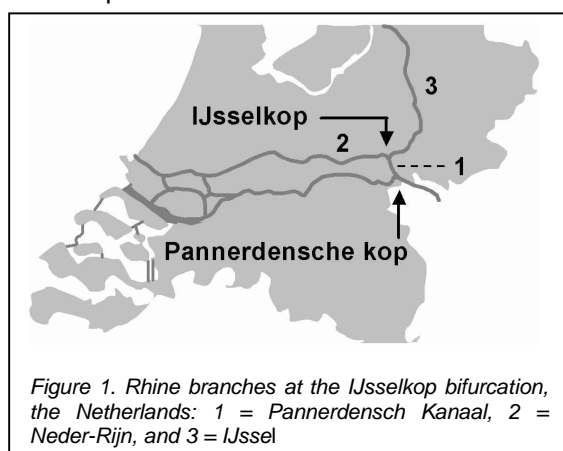 3
IJsselkop
2
1
Pannerdensche kop
Figure 1. Rhine branches at the IJsselkop bifurcation,
the Netherlands: 1 = Pannerdensch Kanaal, 2 =
Neder-Rijn, and 3 = IJssel